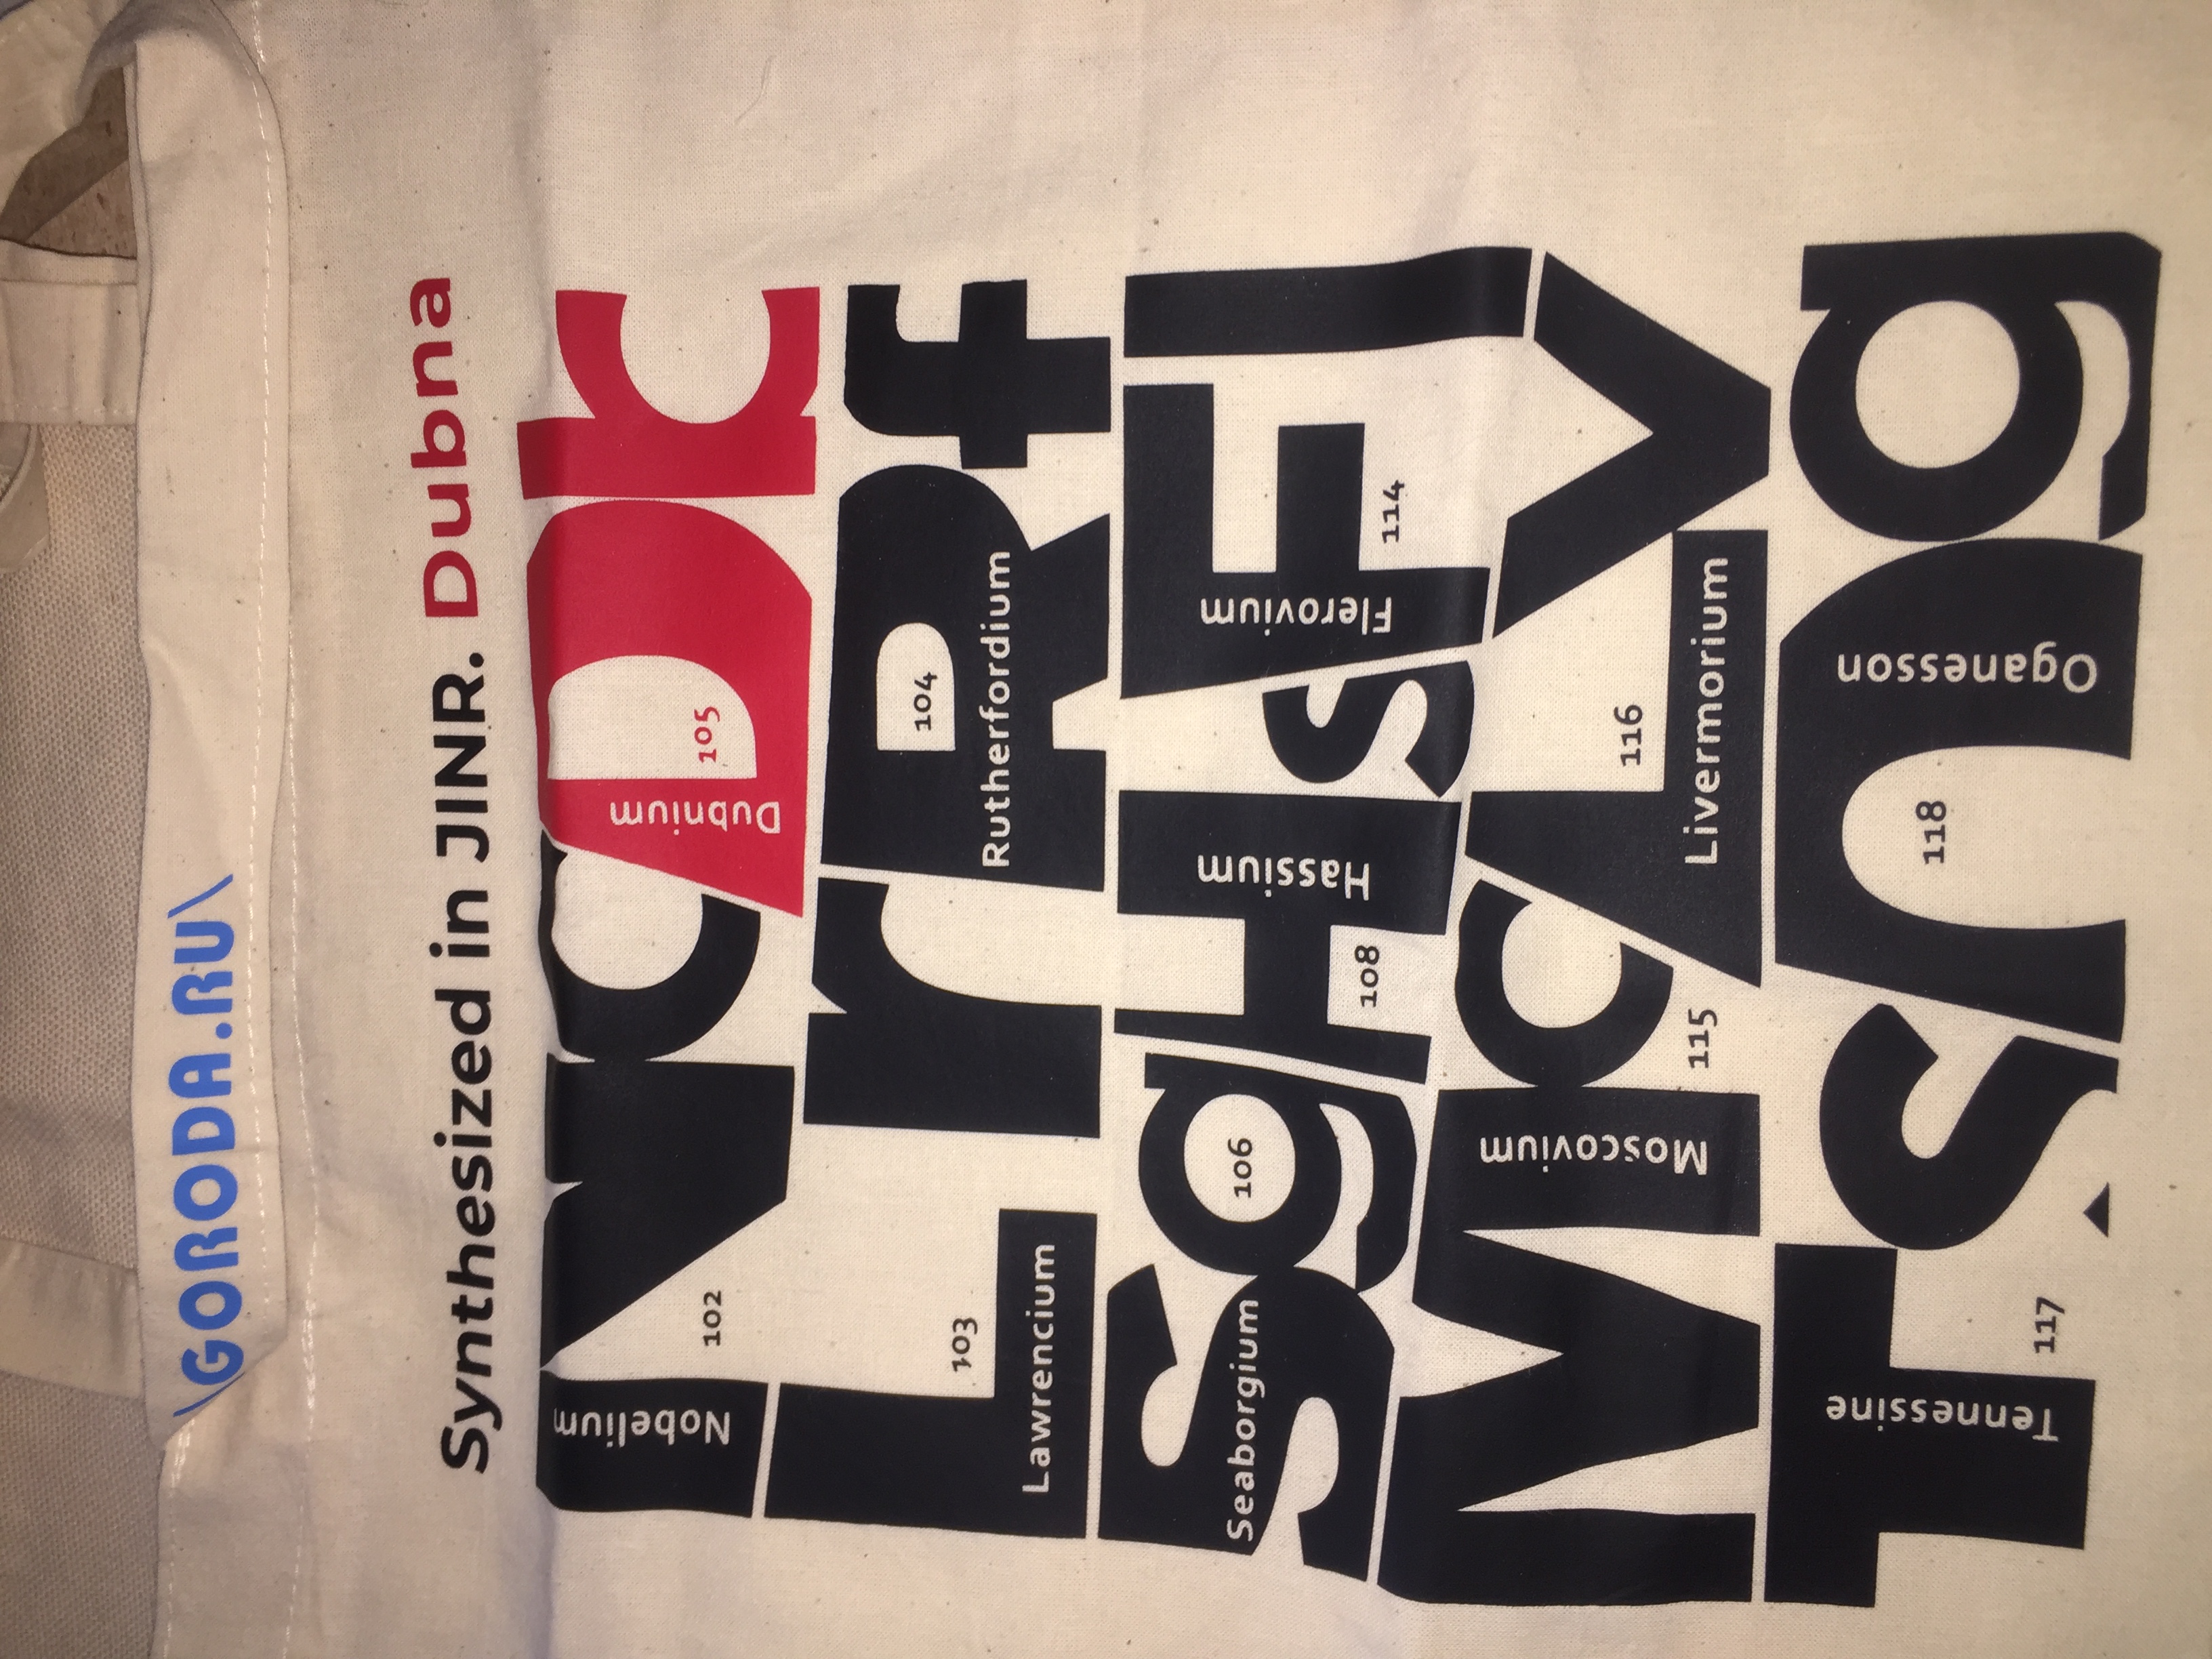 \GORODA.RU\
Synthesized in JINR. Dubna
No Db
Nobelium 102 Dubnium 105
Lr Rf
Lawrencium 103 Rutherfordium 104
Sg Hs Fl
Seaborgium 106 Hassium 108 Flerovium 114
Mc Lv
Moscovium 115 Livermorium 116
Ts Og
Tennessine 117 Oganesson 118